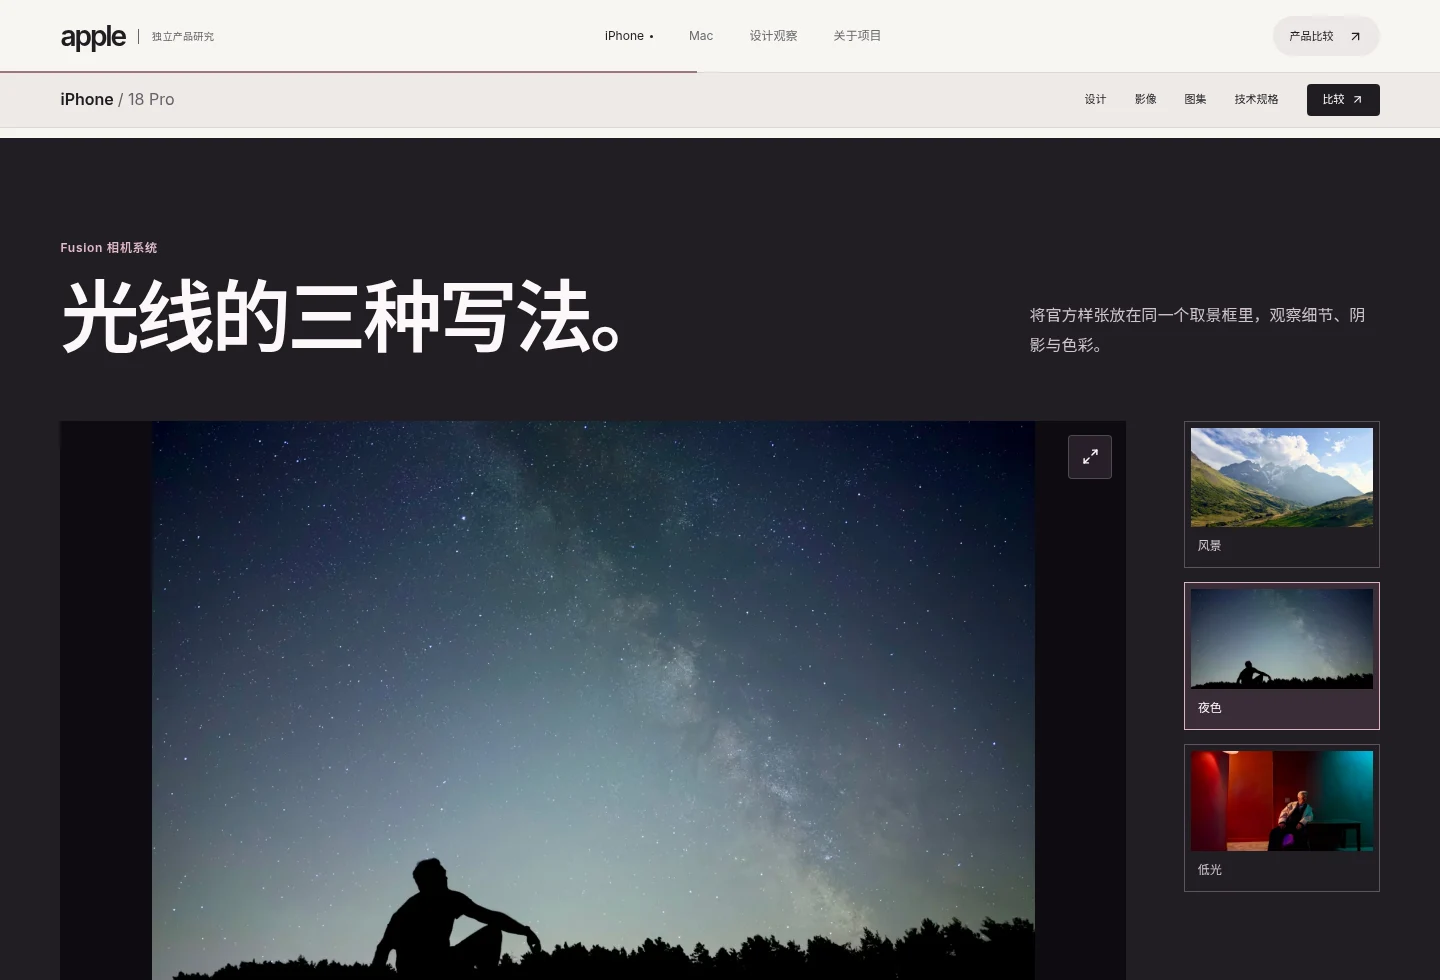 apple
独立产品研究
iPhone
Mac
设计观察
关于项目
产品比较
iPhone / 18 Pro
设计
影像
图集
技术规格
比较
Fusion 相机系统
光线的三种写法。
将官方样张放在同一个取景框里，观察细节、阴
影与色彩。
风景
夜色
低光